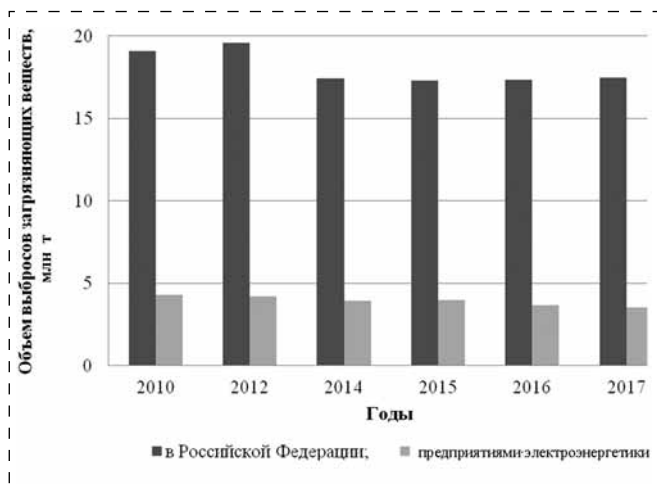 Объем выбросов загрязняющих веществ,
млн т
20
15
10
5
0
2010 2012 2014 2015 2016 2017
Годы
в Российской Федерации; предприятиями электроэнергетики